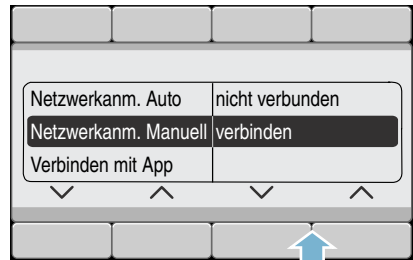 Netzwerkanm. Auto nicht verbunden
Netzwerkanm. Manuell verbinden
Verbinden mit App